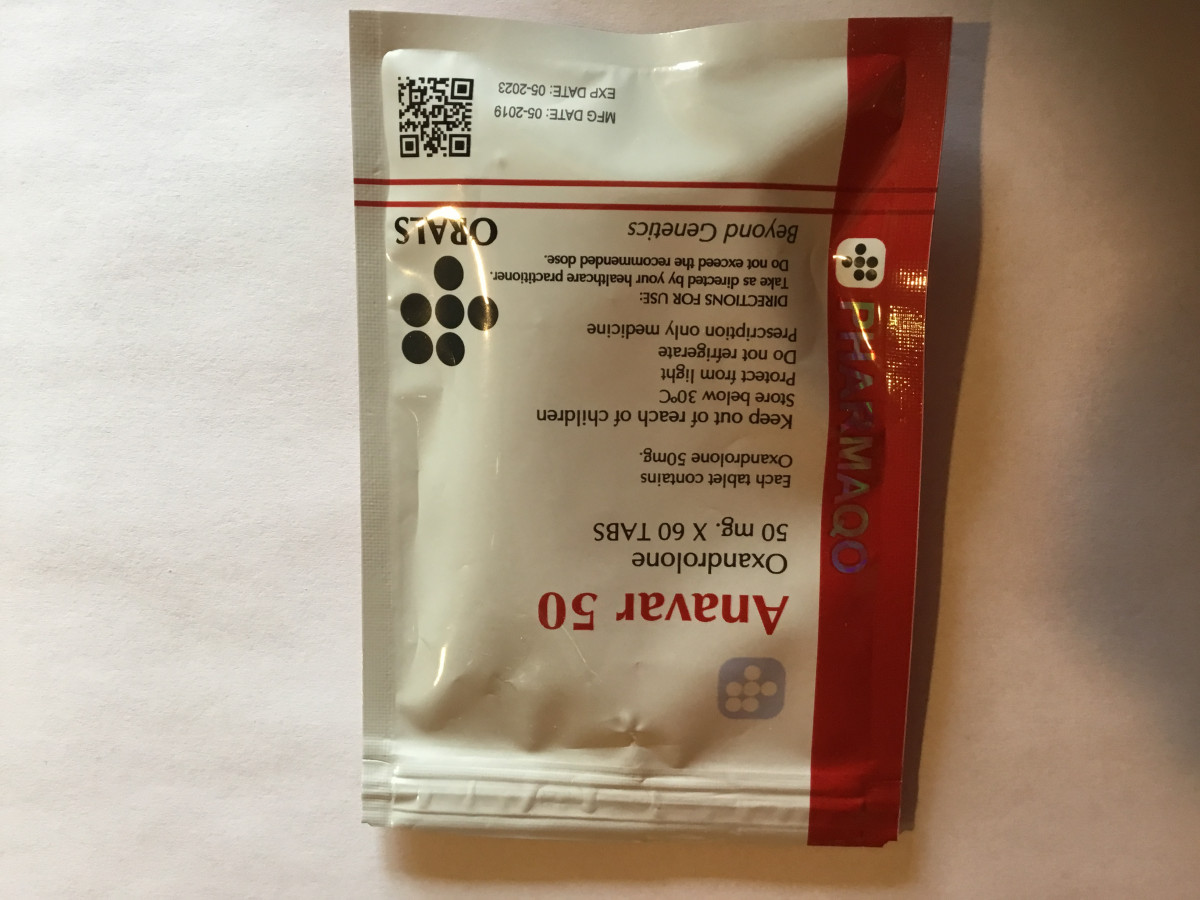 PHARMAQO
Anavar 50
Oxandrolone
50 mg. X 60 TABS
Each tablet contains
Oxandrolone 50mg.
Keep out of reach of children
Store below 30ºC
Protect from light
Do not refrigerate
Prescription only medicine
DIRECTIONS FOR USE:
Take as directed by your healthcare practitioner.
Do not exceed the recommended dose.
Beyond Genetics
ORALS
MFG DATE: 05-2019
EXP DATE: 05-2023